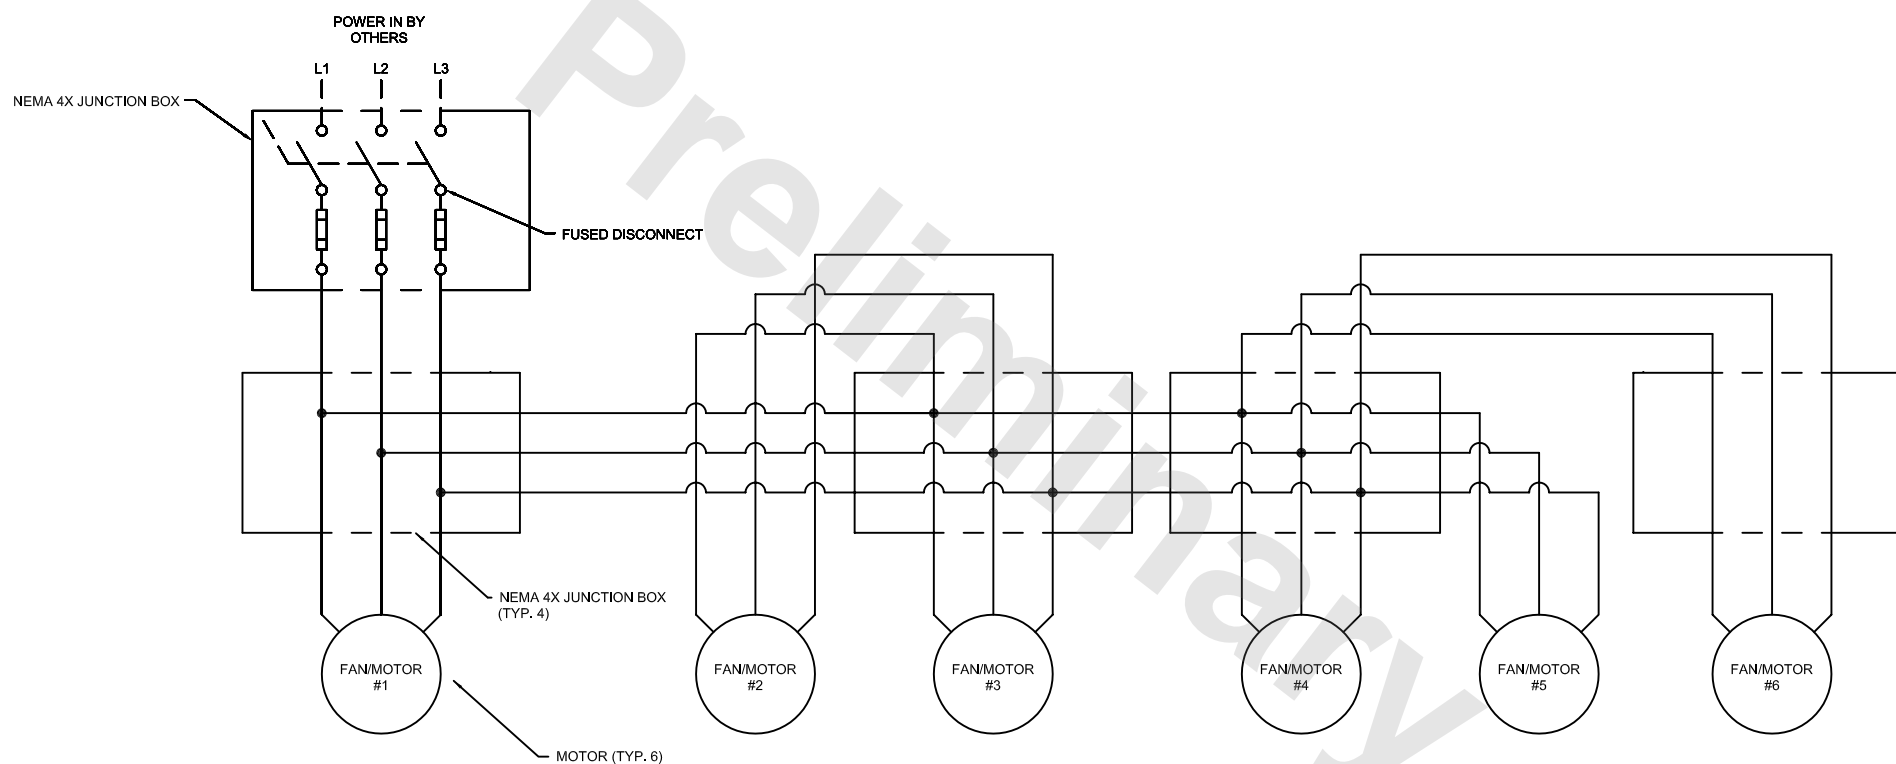 POWER IN BY
OTHERS
L1 L2 L3
NEMA 4X JUNCTION BOX
FUSED DISCONNECT
NEMA 4X JUNCTION BOX
(TYP. 4)
FAN/MOTOR
#1
FAN/MOTOR
#2
FAN/MOTOR
#3
FAN/MOTOR
#4
FAN/MOTOR
#5
FAN/MOTOR
#6
MOTOR (TYP. 6)
Preliminary